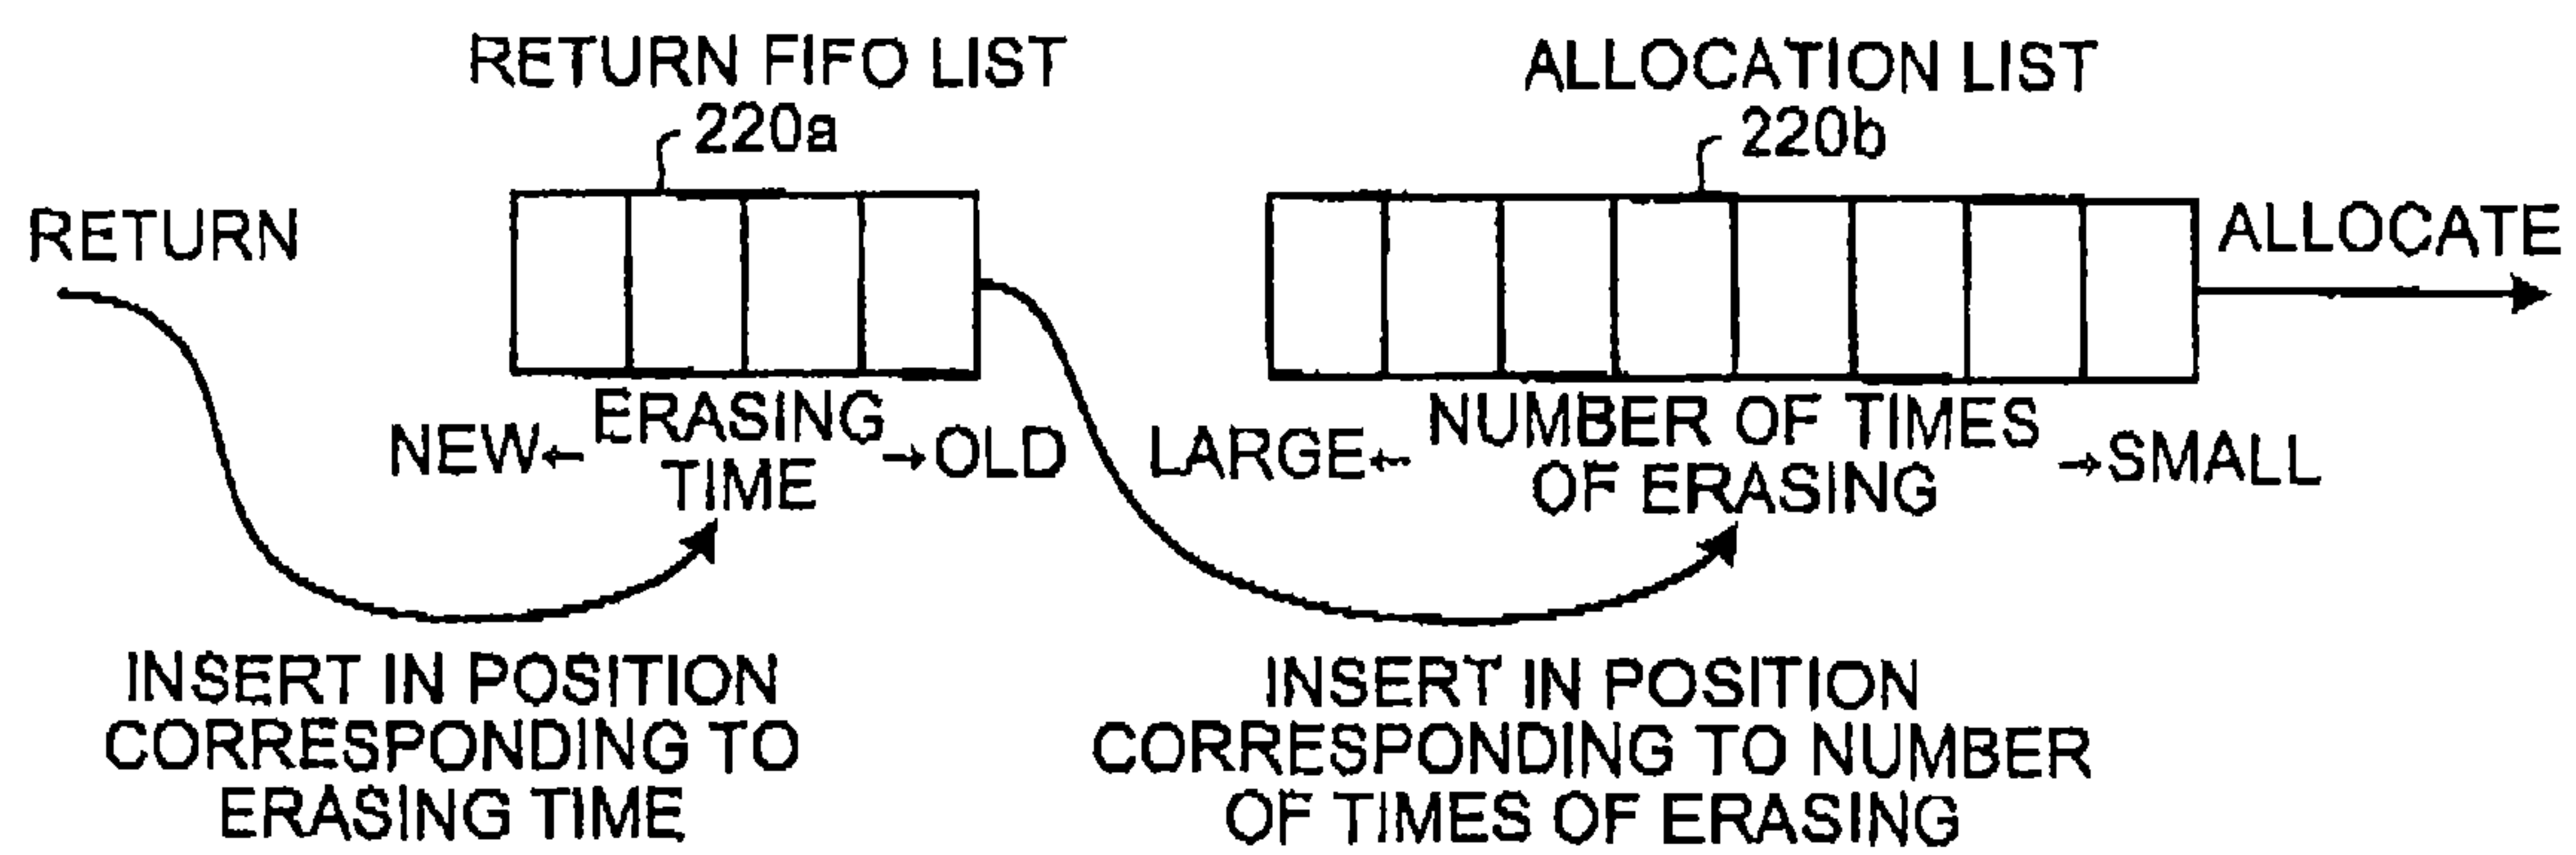 RETURN FIFO LIST
220a
ALLOCATION LIST
220b
RETURN
ALLOCATE
NEW← ERASING TIME →OLD
LARGE← NUMBER OF TIMES OF ERASING →SMALL
INSERT IN POSITION
CORRESPONDING TO
ERASING TIME
INSERT IN POSITION
CORRESPONDING TO NUMBER
OF TIMES OF ERASING